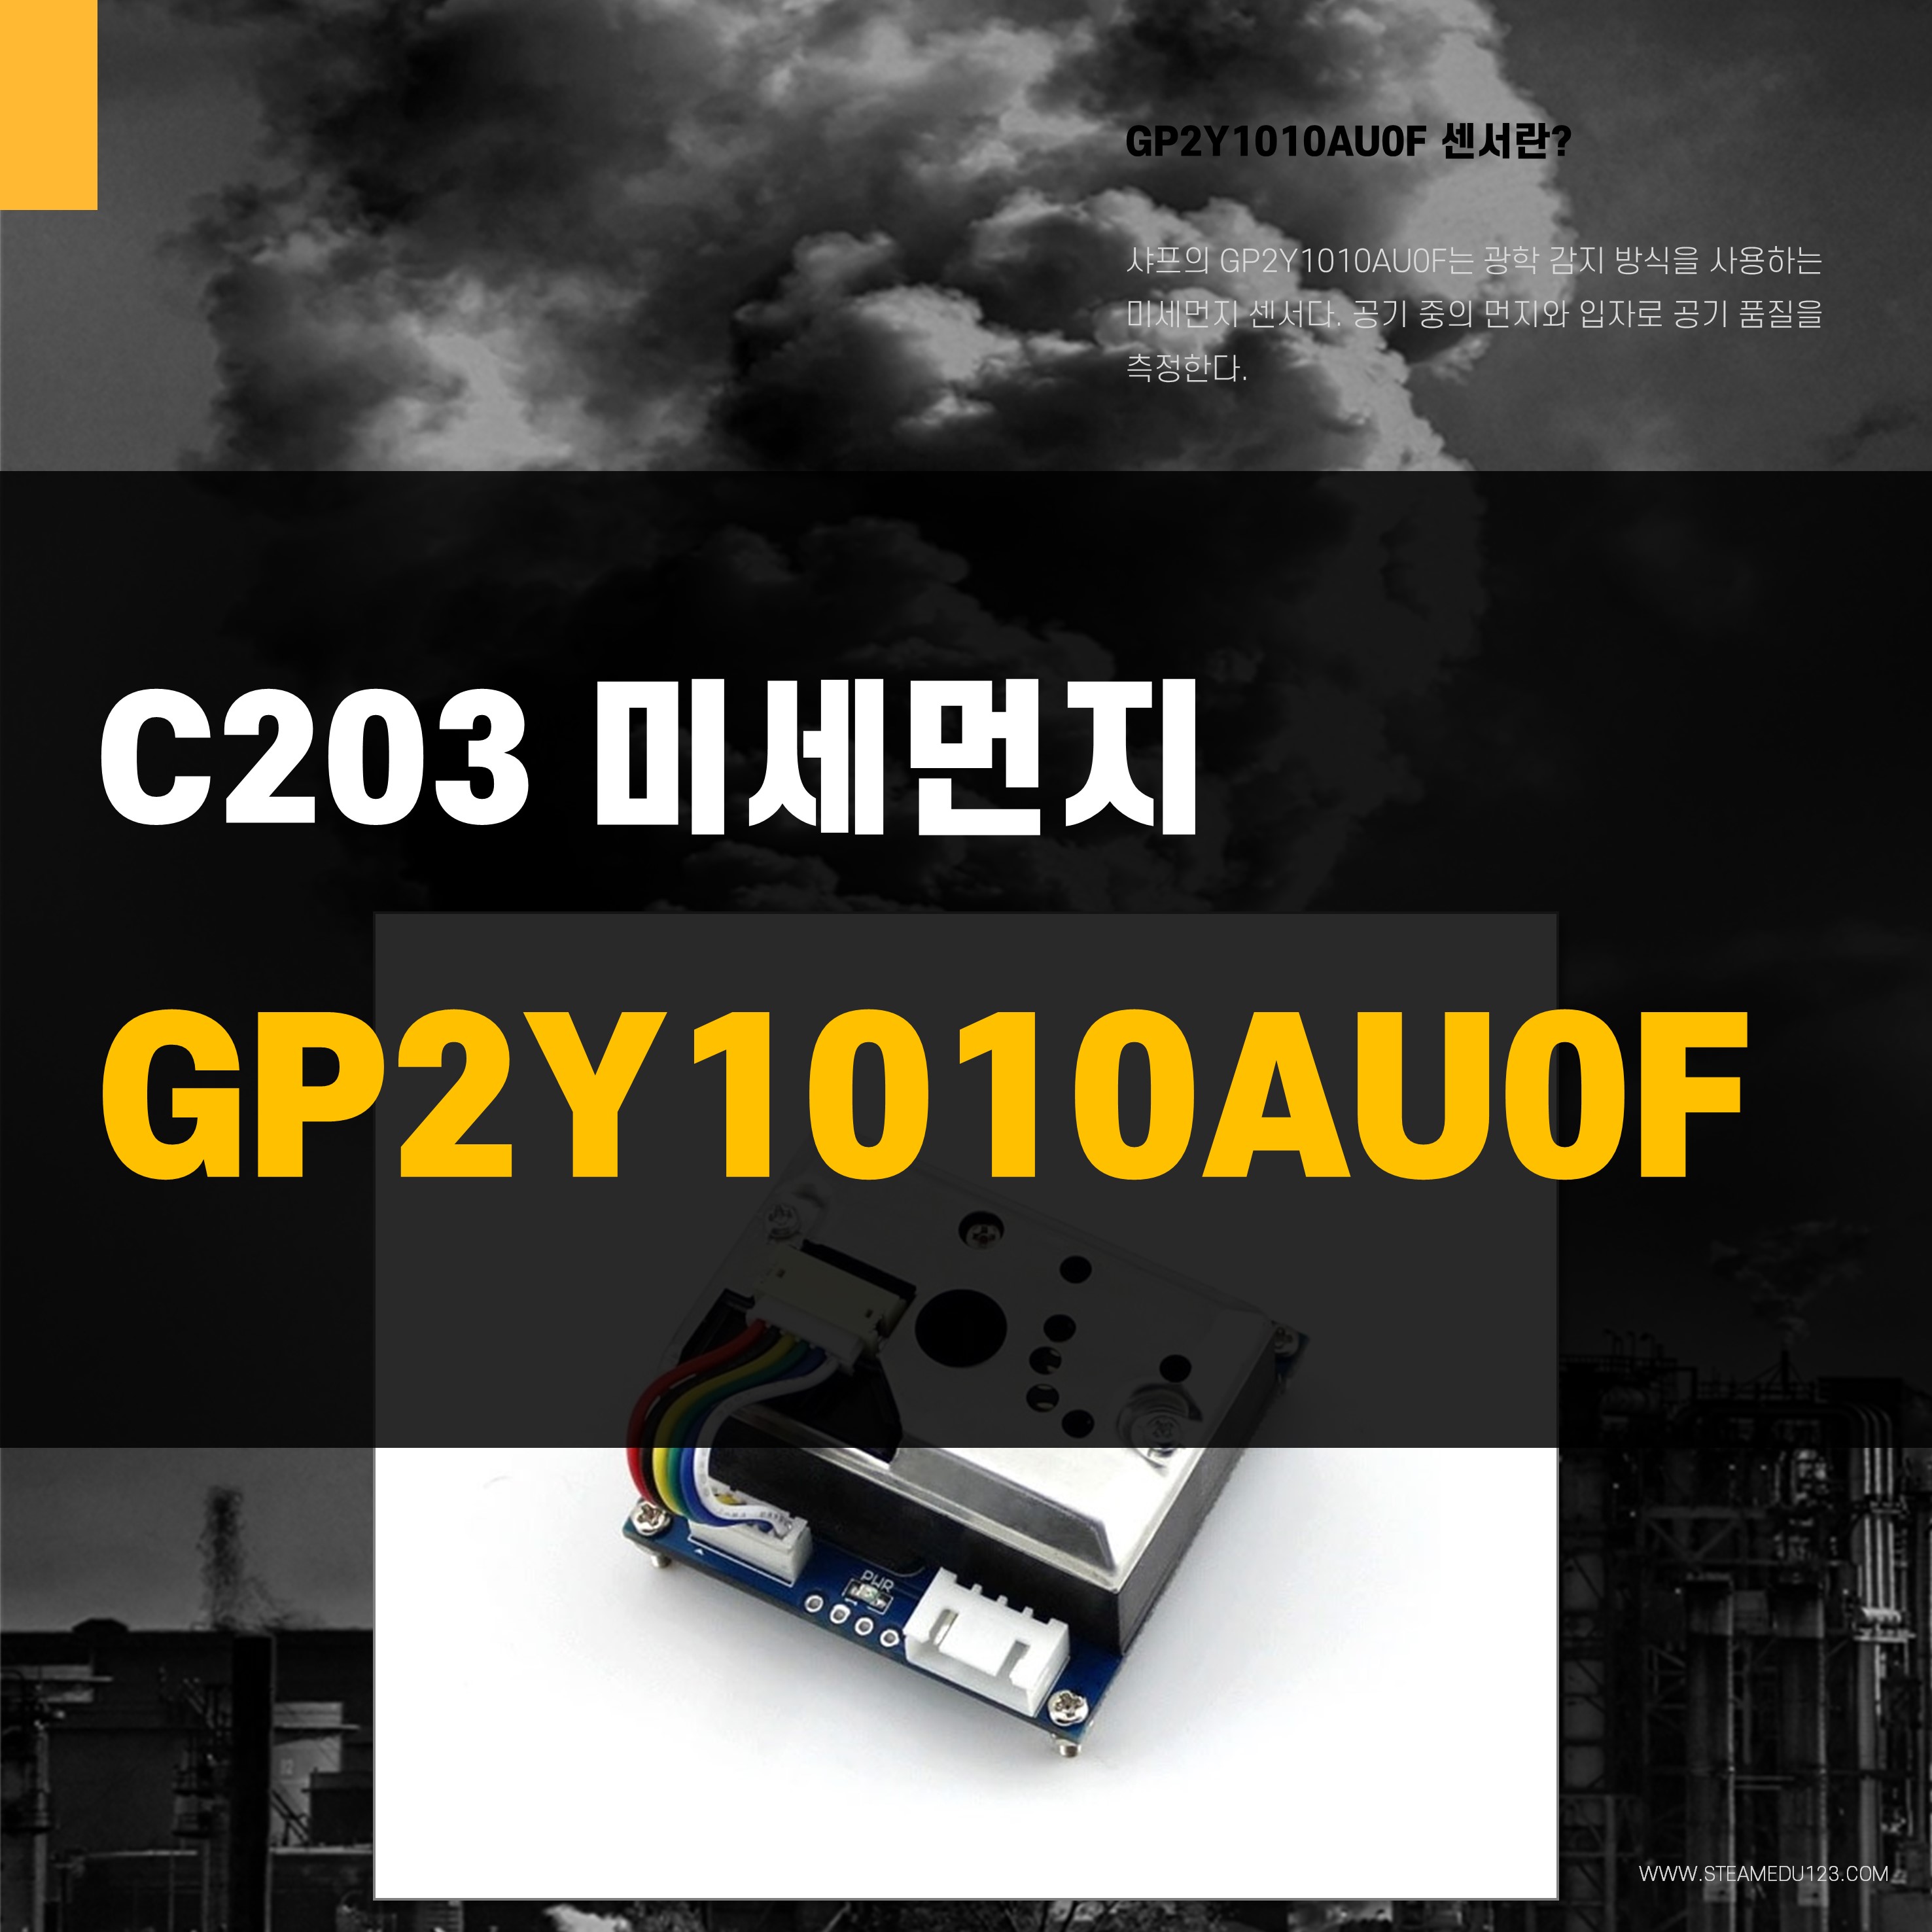 GP2Y1010AU0F 센서란?
샤프의 GP2Y1010AU0F는 광학 감지 방식을 사용하는
미세먼지 센서다. 공기 중의 먼지와 입자로 공기 품질을
측정한다.
C203 미세먼지
GP2Y1010AU0F
PWR
WWW.STEAMEDU123.COM